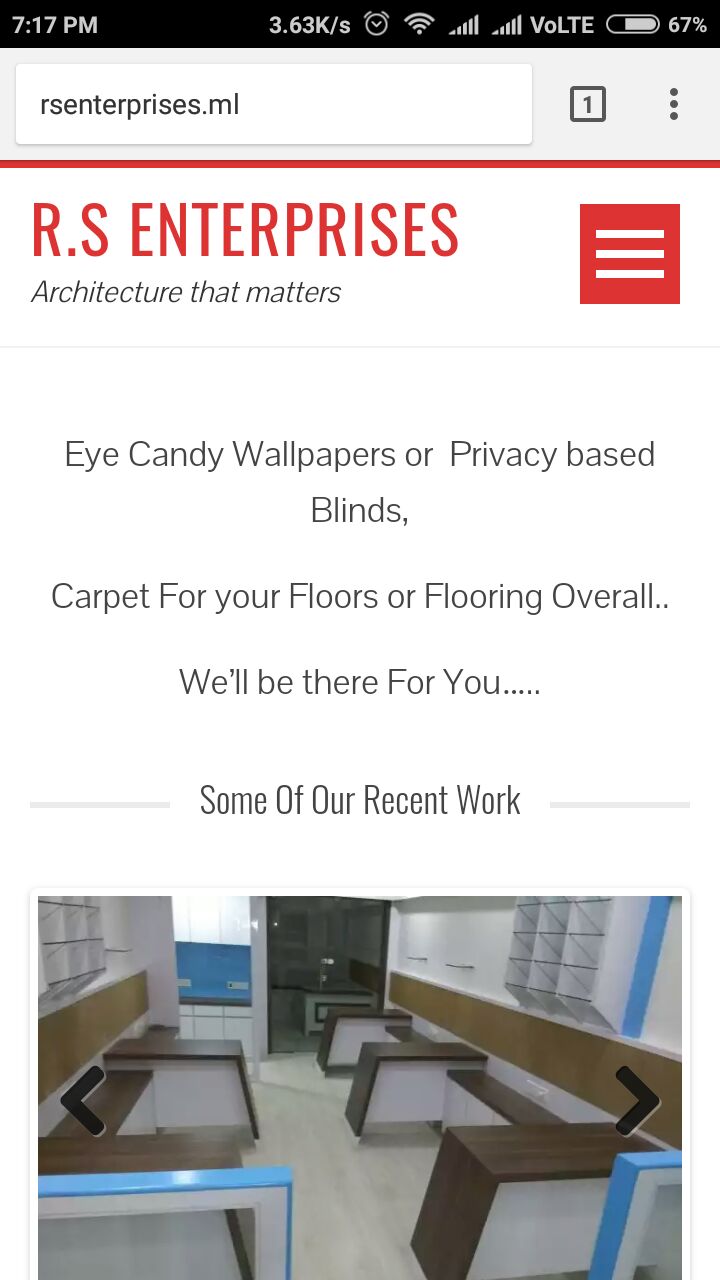 7:17 PM 3.63K/s VoLTE 67%
rsenterprises.ml 1
R.S ENTERPRISES
Architecture that matters
Eye Candy Wallpapers or  Privacy based
Blinds,
Carpet For your Floors or Flooring Overall..
We’ll be there For You.....
Some Of Our Recent Work